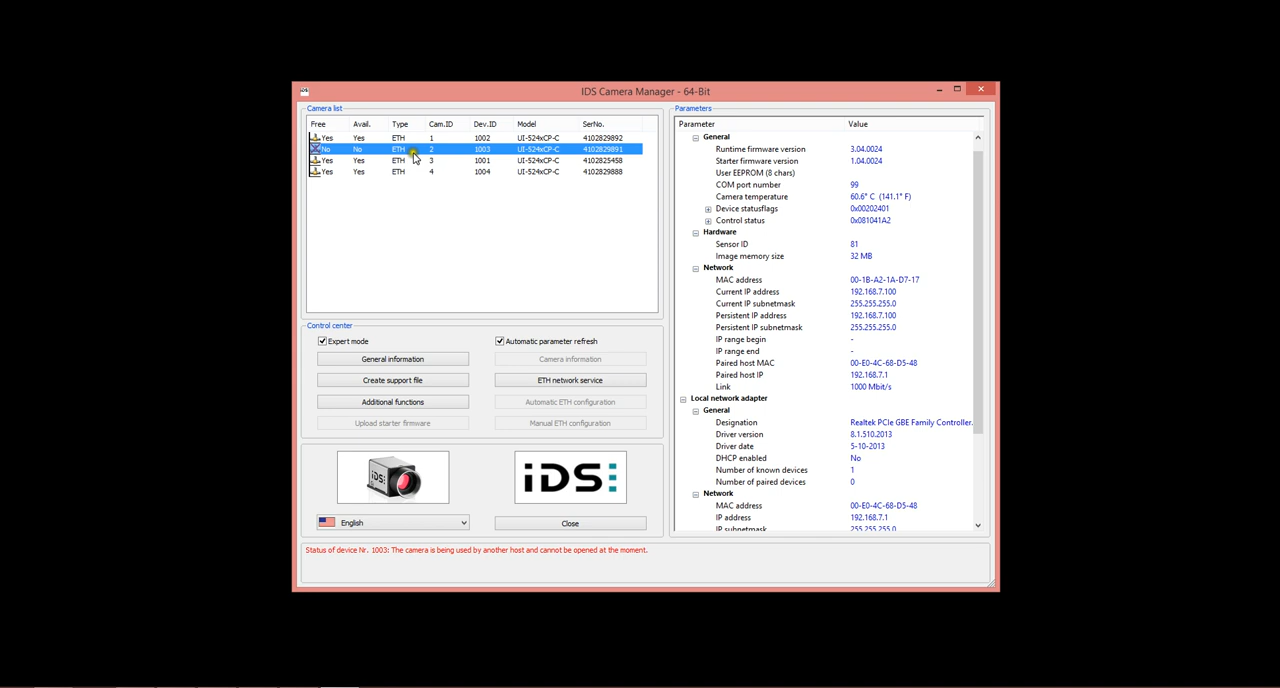 IDS Camera Manager - 64-Bit
Camera list
Free Avail. Type Cam.ID Dev.ID Model SerNo.
Yes Yes ETH 1 1002 UI-524xCP-C 4102829892
No No ETH 2 1003 UI-524xCP-C 4102829891
Yes Yes ETH 3 1001 UI-524xCP-C 4102825458
Yes Yes ETH 4 1004 UI-524xCP-C 4102829888
Control center
Expert mode
Automatic parameter refresh
General information
Camera information
Create support file
ETH network service
Additional functions
Automatic ETH configuration
Upload starter firmware
Manual ETH configuration
iDS
iDS
English
Close
Parameters
Parameter Value
General
Runtime firmware version 3.04.0024
Starter firmware version 1.04.0024
User EEPROM (8 chars)
COM port number 99
Camera temperature 60.6° C (141.1° F)
Device statusflags 0x00202401
Control status 0x081041A2
Hardware
Sensor ID 81
Image memory size 32 MB
Network
MAC address 00-1B-A2-1A-D7-17
Current IP address 192.168.7.100
Current IP subnetmask 255.255.255.0
Persistent IP address 192.168.7.100
Persistent IP subnetmask 255.255.255.0
IP range begin -
IP range end -
Paired host MAC 00-E0-4C-68-D5-48
Paired host IP 192.168.7.1
Link 1000 Mbit/s
Local network adapter
General
Designation Realtek PCIe GBE Family Controller.
Driver version 8.1.510.2013
Driver date 5-10-2013
DHCP enabled No
Number of known devices 1
Number of paired devices 0
Network
MAC address 00-E0-4C-68-D5-48
IP address 192.168.7.1
IP subnetmask 255.255.255.0
Status of device Nr. 1003: The camera is being used by another host and cannot be opened at the moment.